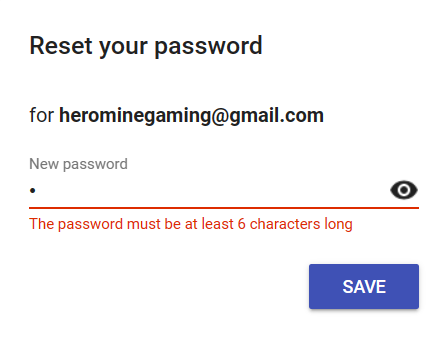 Reset your password
for herominegaming@gmail.com
New password
•
The password must be at least 6 characters long
SAVE